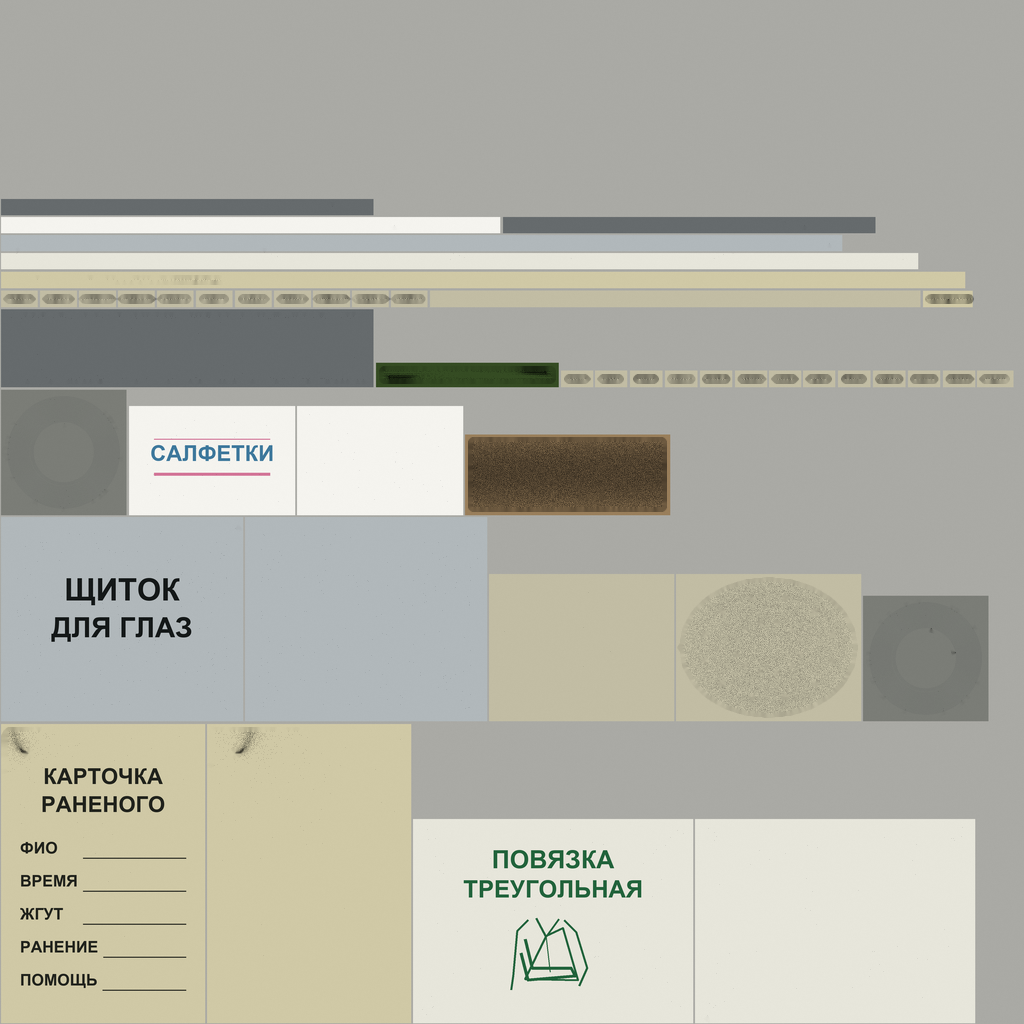 САЛФЕТКИ
ЩИТОК
ДЛЯ ГЛАЗ
КАРТОЧКА
РАНЕНОГО
ФИО
ВРЕМЯ
ЖГУТ
РАНЕНИЕ
ПОМОЩЬ
ПОВЯЗКА
ТРЕУГОЛЬНАЯ